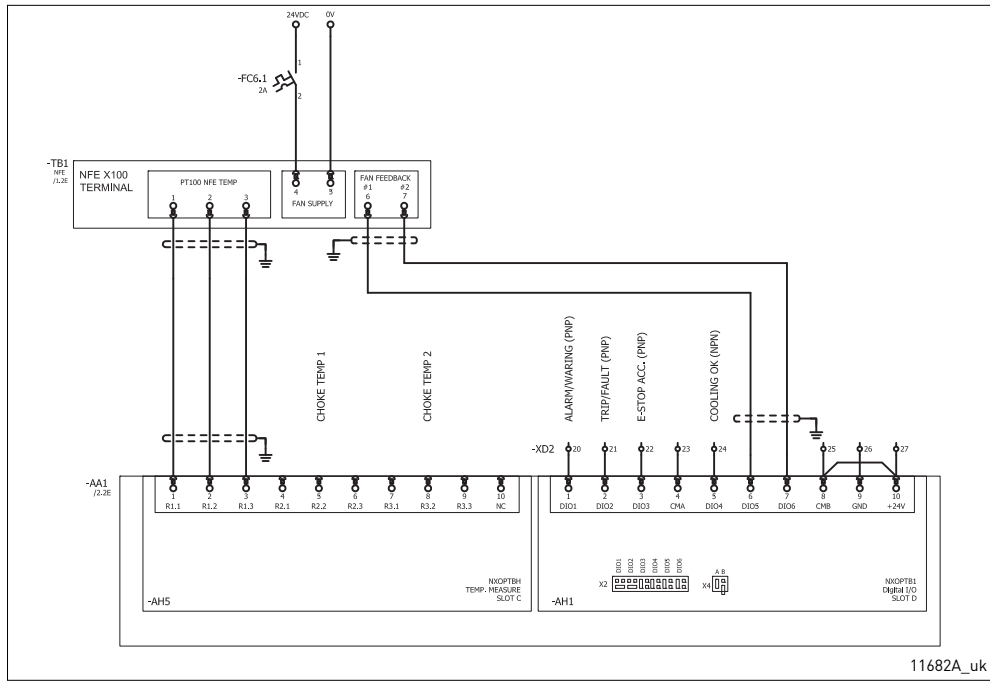 24VDC 0V
1
-FC6.1
2A
2
-TB1
NFE
/1.2E
NFE X100
TERMINAL
PT100 NFE TEMP
1 2 3
4 5
FAN SUPPLY
FAN FEEDBACK
#1 #2
6 7
CHOKE TEMP 1
CHOKE TEMP 2
ALARM/WARING (PNP)
TRIP/FAULT (PNP)
E-STOP ACC. (PNP)
COOLING OK (NPN)
-XD2 20 21 22 23 24 25 26 27
-AA1
/2.2E
1 2 3 4 5 6 7 8 9 10
R1.1 R1.2 R1.3 R2.1 R2.2 R2.3 R3.1 R3.2 R3.3 NC
1 2 3 4 5 6 7 8 9 10
DIO1 DIO2 DIO3 CMA DIO4 DIO5 DIO6 CMB GND +24V
NXOPTBH
TEMP. MEASURE
SLOT C
-AH5
DIO1 DIO2 DIO3 DIO4 DIO5 DIO6
X2
A B
X4
NXOPTB1
Digital I/O
SLOT D
-AH1
11682A_uk